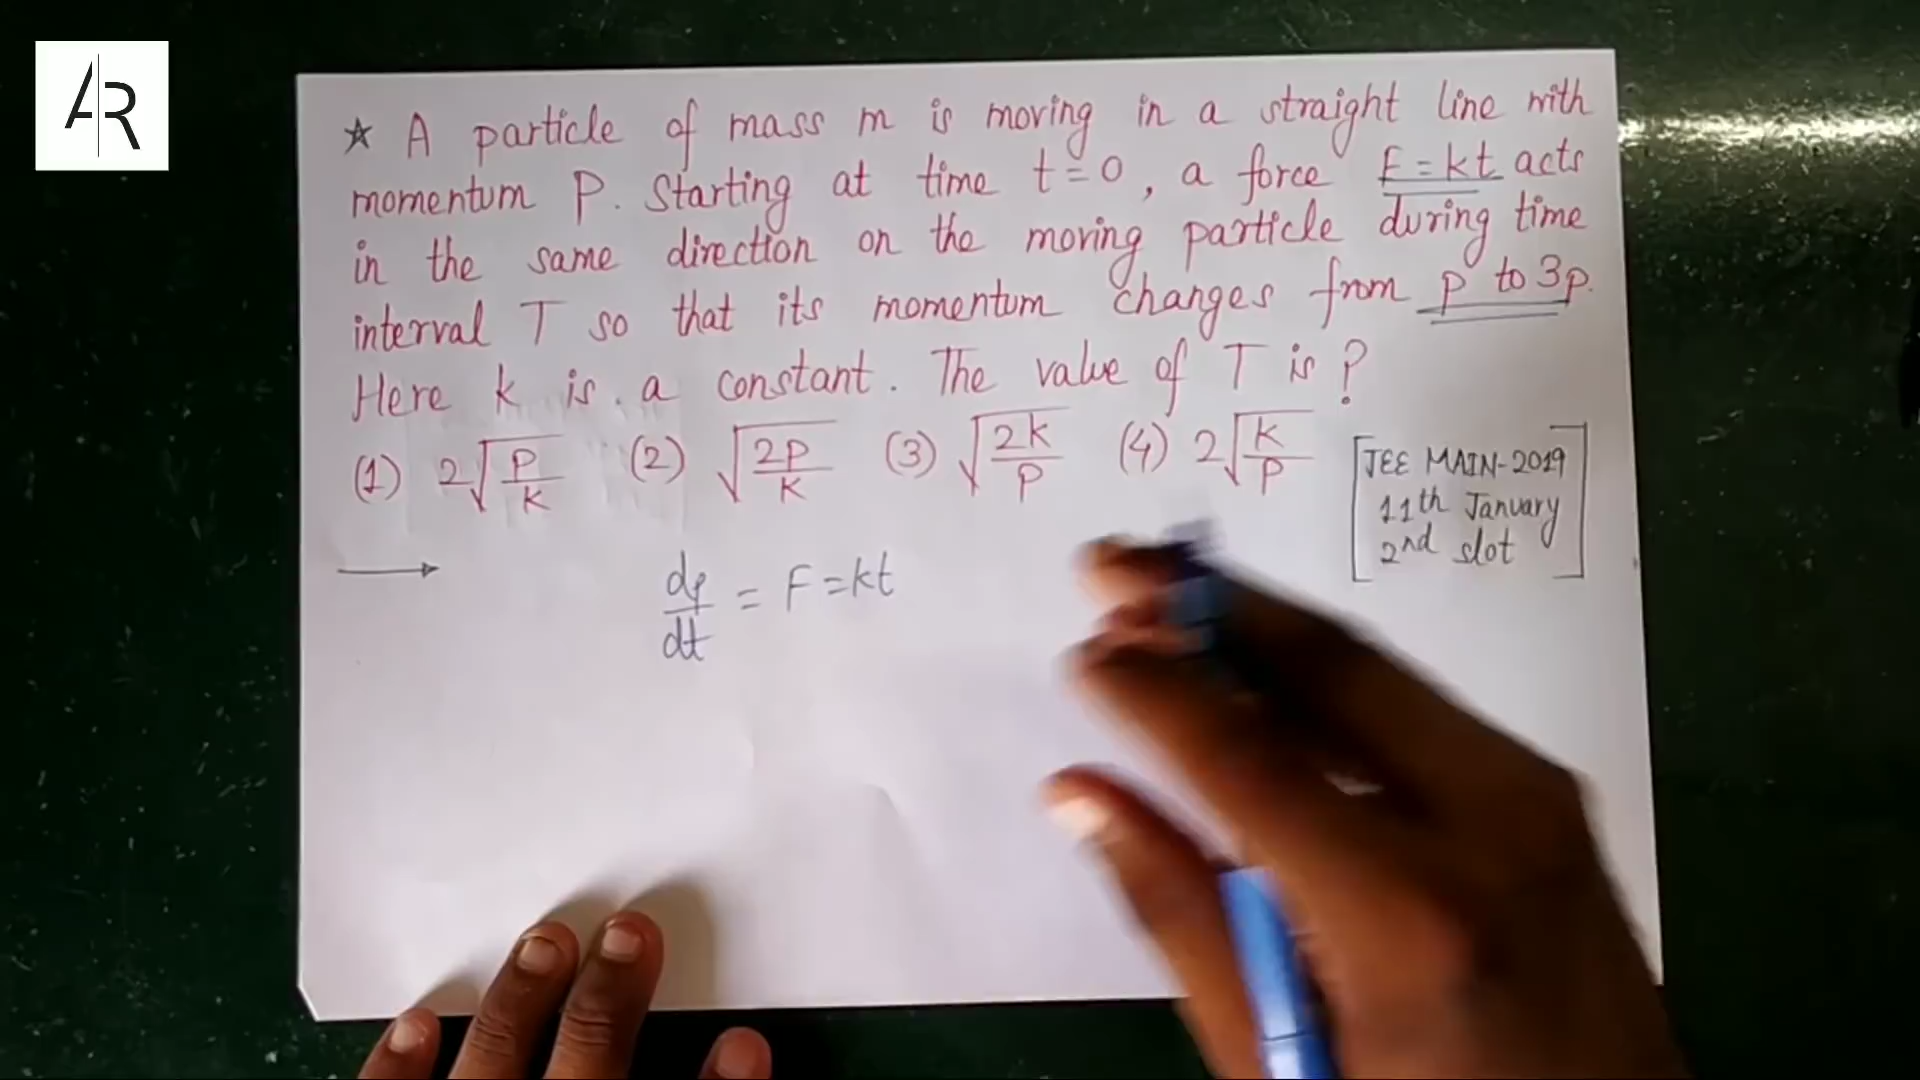 AR
☆ A particle of mass m is moving in a straight line with
momentum P. Starting at time t=0, a force F=kt acts
in the same direction on the moving particle during time
interval T so that its momentum changes from p to 3p.
Here k is a constant. The value of T is?
(1) 2√(P/K) (2) √(2P/K) (3) √(2K/P) (4) 2√(K/P)
[JEE MAIN-2019
11th January
2nd slot]
→ dp/dt = F=kt